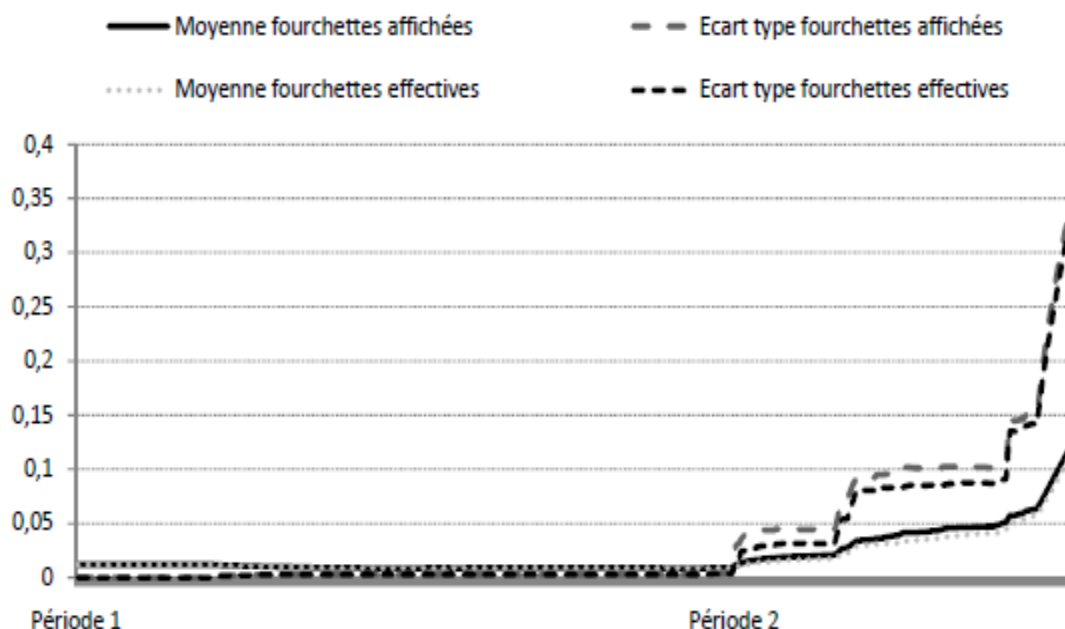 Moyenne fourchettes affichées
Ecart type fourchettes affichées
Moyenne fourchettes effectives
Ecart type fourchettes effectives
0,4
0,35
0,3
0,25
0,2
0,15
0,1
0,05
0
Période 1
Période 2